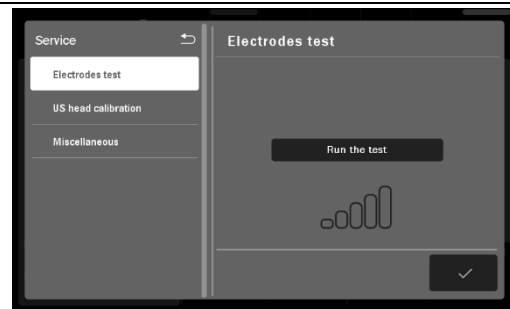 Service
Electrodes test
US head calibration
Miscellaneous
Electrodes test
Run the test